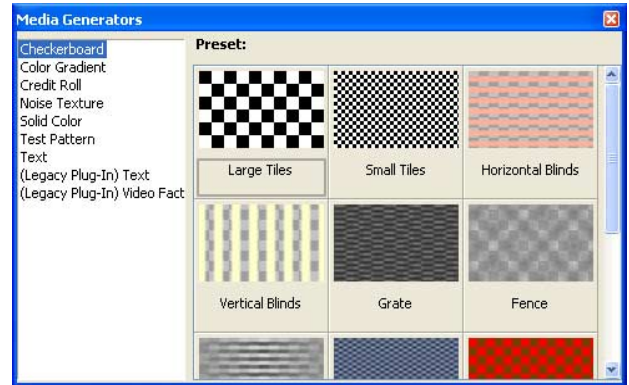 Media Generators
Checkerboard
Color Gradient
Credit Roll
Noise Texture
Solid Color
Test Pattern
Text
(Legacy Plug-In) Text
(Legacy Plug-In) Video Fact
Preset:
Large Tiles
Small Tiles
Horizontal Blinds
Vertical Blinds
Grate
Fence